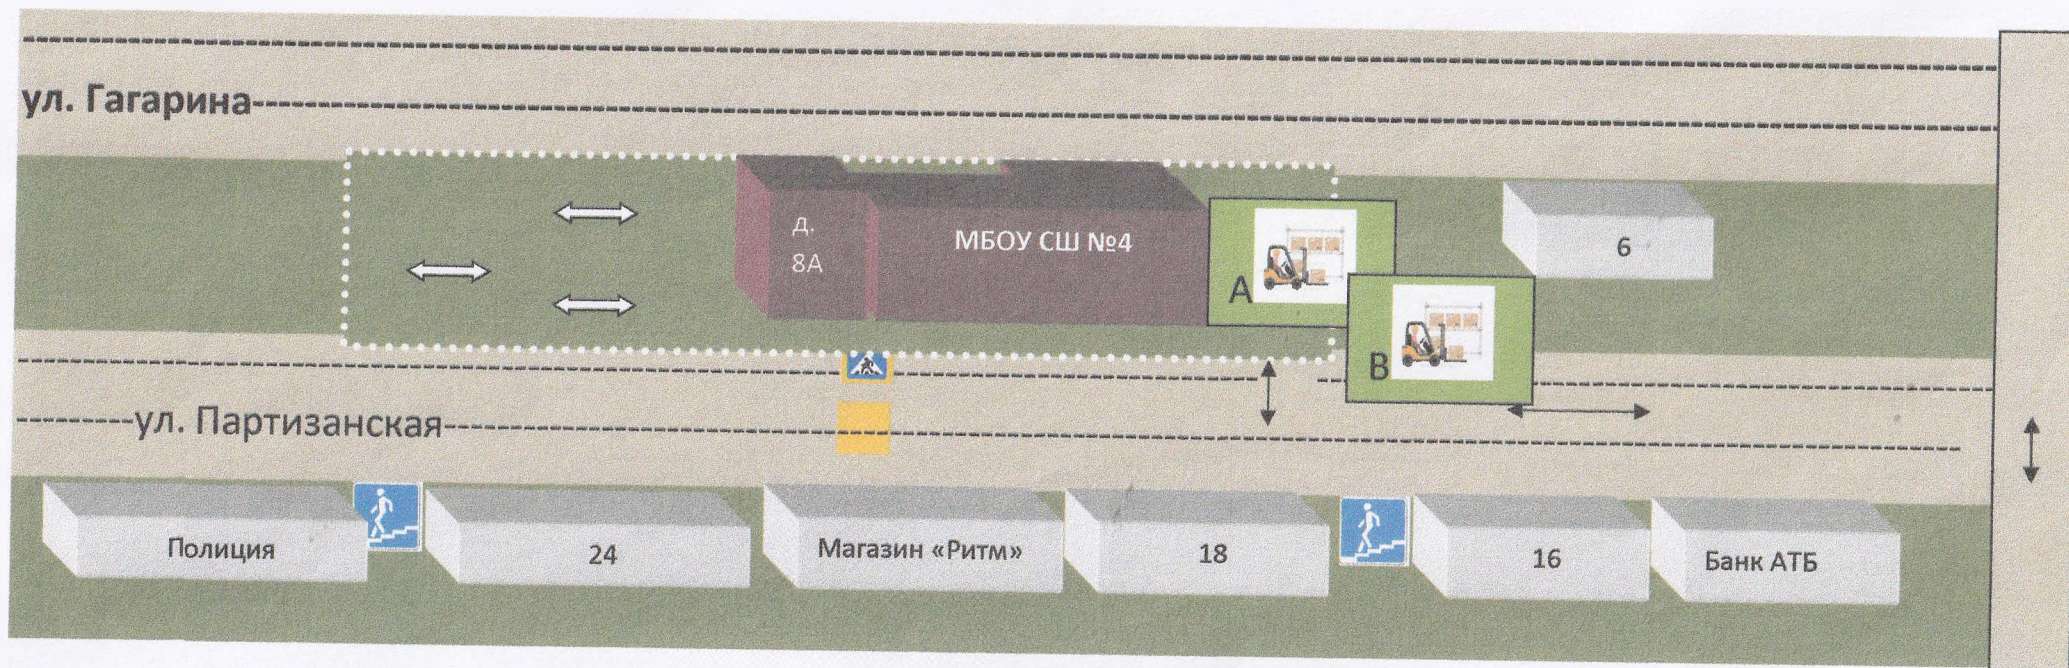 ул. Гагарина
д.
8А
МБОУ СШ №4
А
В
6
ул. Партизанская
Полиция
24
Магазин «Ритм»
18
16
Банк АТБ